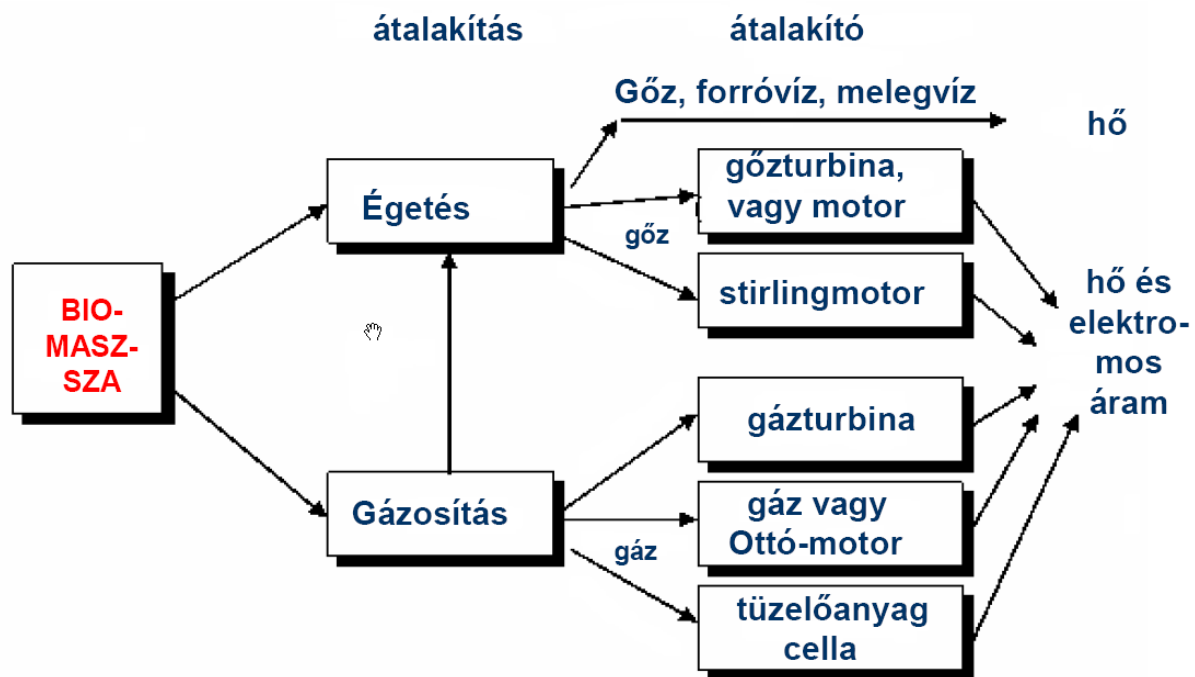 átalakítás
átalakító
Gőz, forróvíz, melegvíz
hő
Égetés
gőzturbina,
vagy motor
gőz
stirlingmotor
BIO-
MASZ-
SZA
hő és
elektro-
mos
áram
gázturbina
Gázosítás
gáz vagy
Ottó-motor
gáz
tüzelőanyag
cella